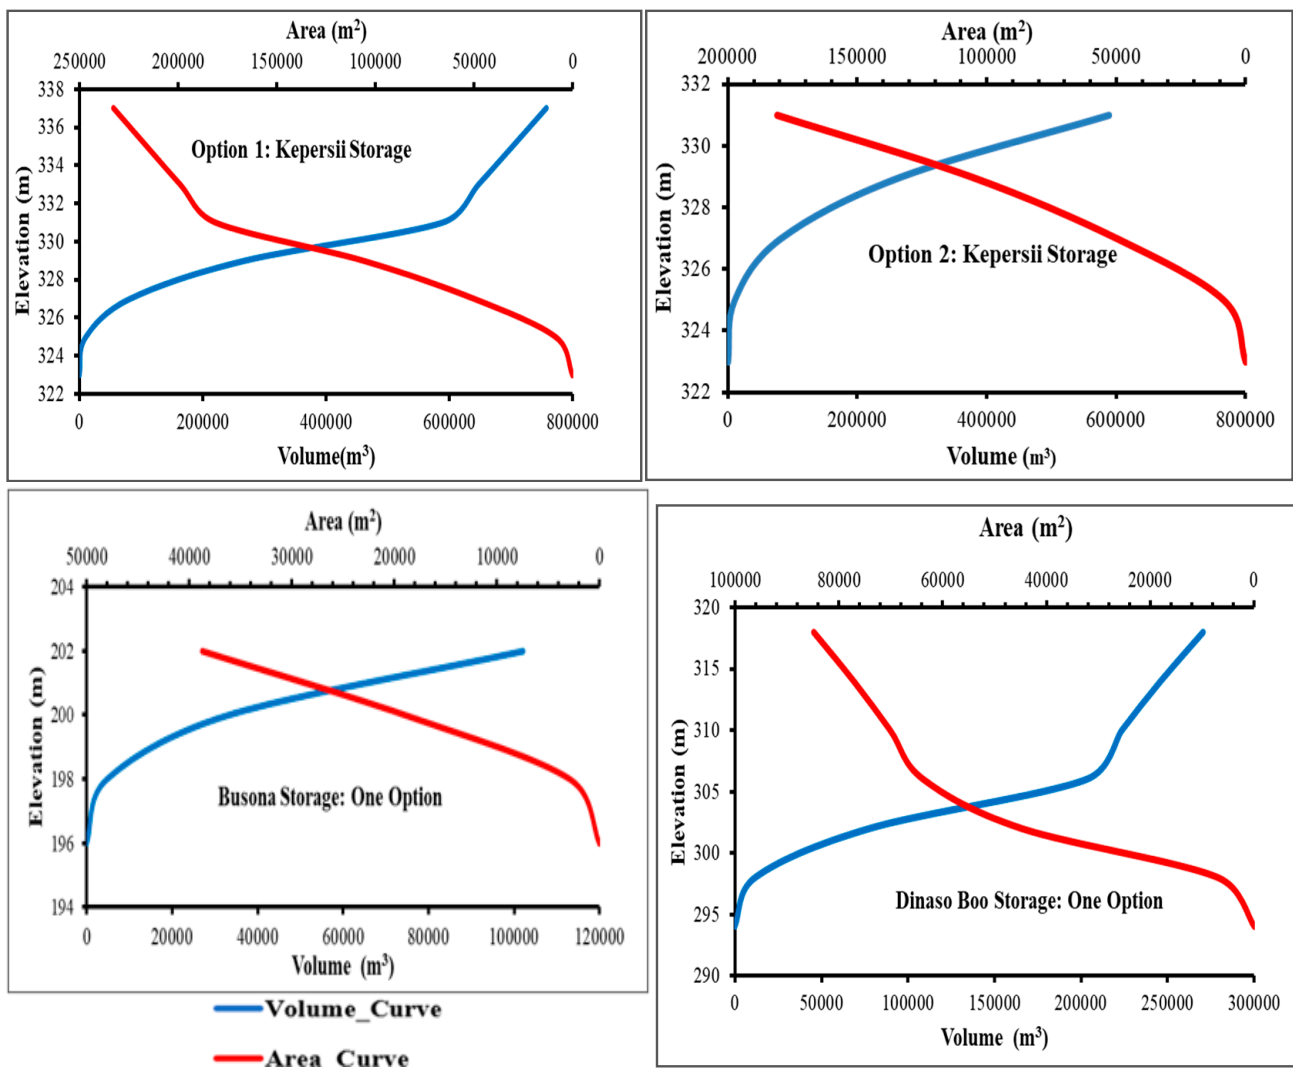 Area (m²)
250000 200000 150000 100000 50000 0
338
336
334
332
330
328
326
324
322
Elevation (m)
Option 1: Kepersii Storage
0 200000 400000 600000 800000
Volume(m³)
Area (m²)
200000 150000 100000 50000 0
332
330
328
326
324
322
Elevation (m)
Option 2: Kepersii Storage
0 200000 400000 600000 800000
Volume (m³)
Area (m²)
50000 40000 30000 20000 10000 0
204
202
200
198
196
194
Elevation (m)
Busona Storage: One Option
0 20000 40000 60000 80000 100000 120000
Volume (m³)
Area (m²)
100000 80000 60000 40000 20000 0
320
315
310
305
300
295
290
Elevation (m)
Dinaso Boo Storage: One Option
0 50000 100000 150000 200000 250000 300000
Volume (m³)
Volume_Curve
Area_Curve